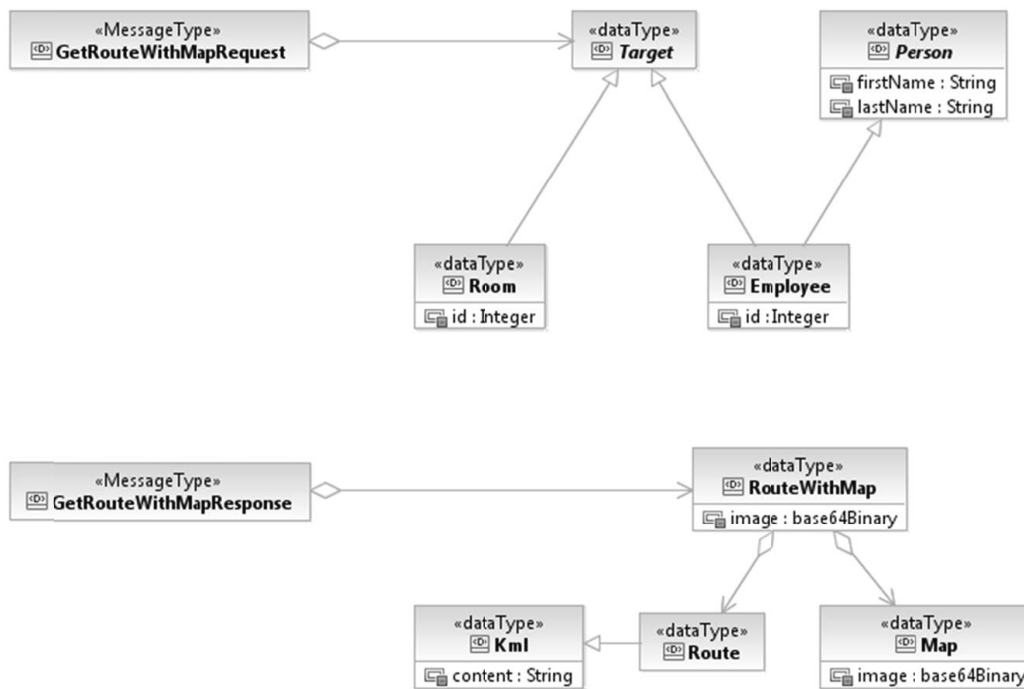 «MessageType»
GetRouteWithMapRequest
«dataType»
Target
«dataType»
Person
firstName : String
lastName : String
«dataType»
Room
id : Integer
«dataType»
Employee
id :Integer
«MessageType»
GetRouteWithMapResponse
«dataType»
RouteWithMap
image : base64Binary
«dataType»
Kml
content : String
«dataType»
Route
«dataType»
Map
image : base64Binary